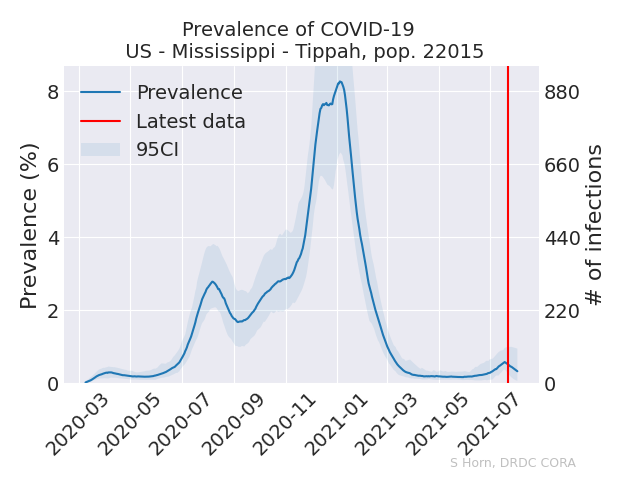 Prevalence of COVID-19
US - Mississippi - Tippah, pop. 22015
Prevalence
Latest data
95CI
Prevalence (%)
8
6
4
2
0
880
660
440
220
0
# of infections
2020-03
2020-05
2020-07
2020-09
2020-11
2021-01
2021-03
2021-05
2021-07
S Horn, DRDC CORA